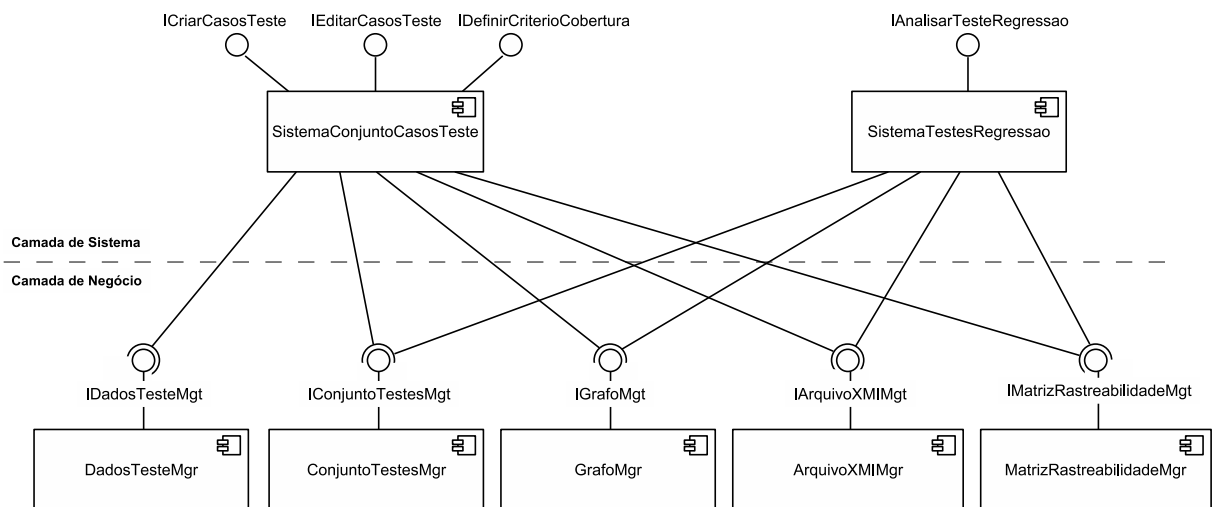 ICriarCasosTeste
IEditarCasosTeste
IDefinirCriterioCobertura
IAnalisarTesteRegressao
SistemaConjuntoCasosTeste
SistemaTestesRegressao
Camada de Sistema
Camada de Negócio
IDadosTesteMgt
IConjuntoTestesMgt
IGrafoMgt
IArquivoXMIMgt
IMatrizRastreabilidadeMgt
DadosTesteMgr
ConjuntoTestesMgr
GrafoMgr
ArquivoXMIMgr
MatrizRastreabilidadeMgr